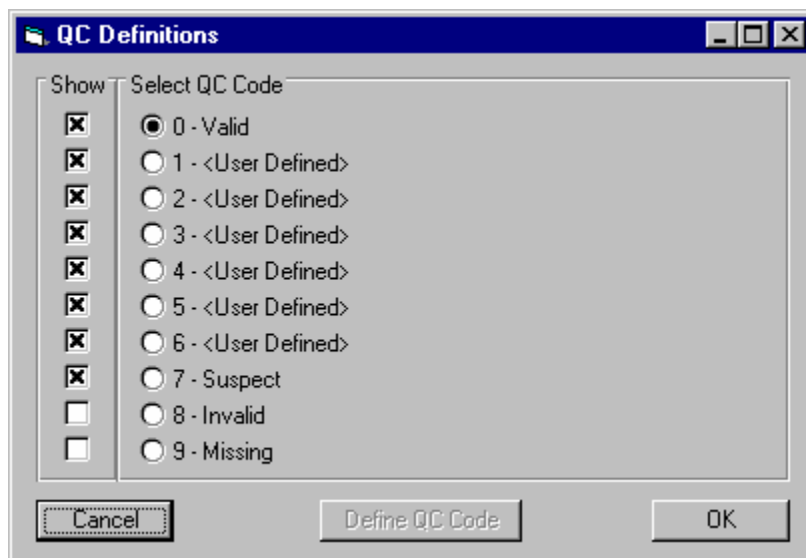 QC Definitions
Show Select QC Code
0 - Valid
1 - <User Defined>
2 - <User Defined>
3 - <User Defined>
4 - <User Defined>
5 - <User Defined>
6 - <User Defined>
7 - Suspect
8 - Invalid
9 - Missing
Cancel Define QC Code OK